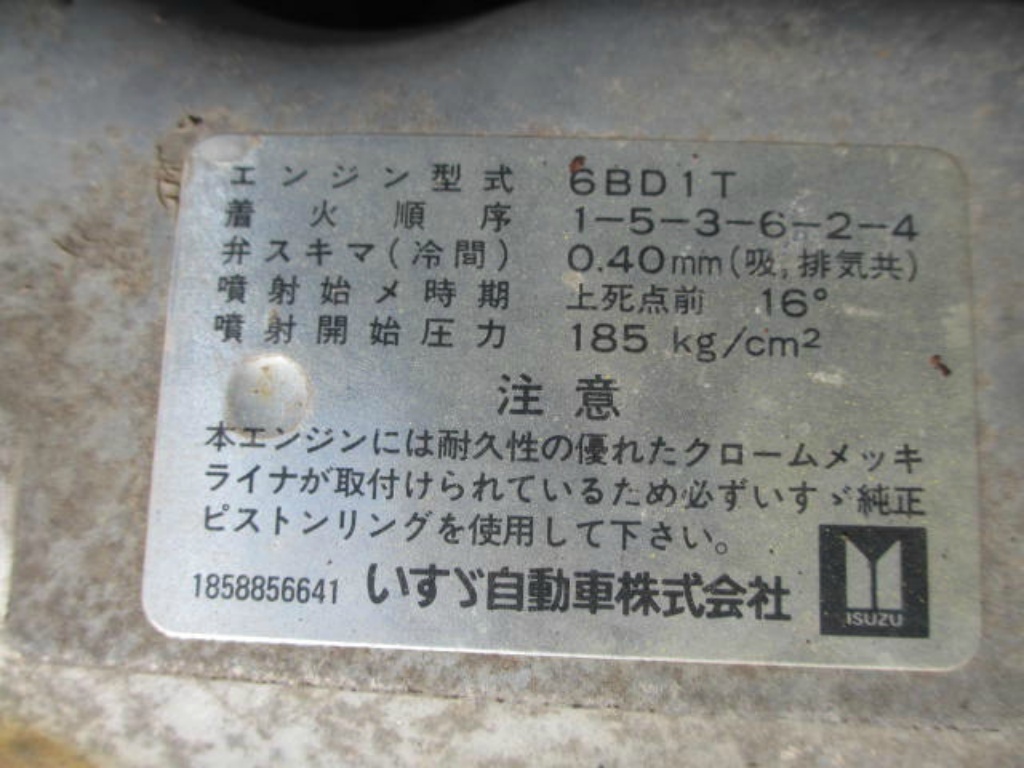 エンジン型式 6BD1T
着火順序 1-5-3-6-2-4
弁スキマ(冷間) 0.40mm(吸,排気共)
噴射始メ時期 上死点前 16°
噴射開始圧力 185 kg/cm²
注意
本エンジンには耐久性の優れたクロームメッキ
ライナが取付けられているため必ずいすゞ純正
ピストンリングを使用して下さい。
1858856641 いすゞ自動車株式会社
ISUZU